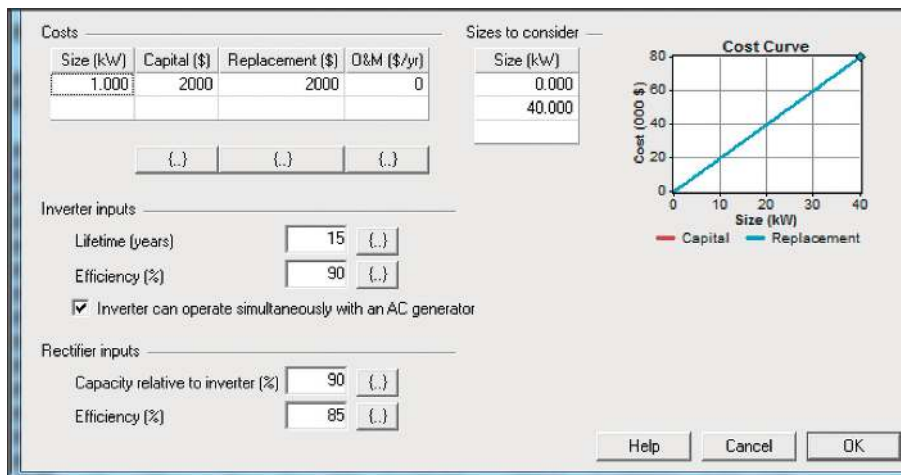 Costs
Size (kW) Capital ($) Replacement ($) O&M ($/yr)
1.000 2000 2000 0
{..} {..} {..}
Sizes to consider
Size (kW)
0.000
40.000
Cost Curve
Cost (000 $)
80
60
40
20
0
0 10 20 30 40
Size (kW)
Capital Replacement
Inverter inputs
Lifetime (years) 15 {..}
Efficiency (%) 90 {..}
Inverter can operate simultaneously with an AC generator
Rectifier inputs
Capacity relative to inverter (%) 90 {..}
Efficiency (%) 85 {..}
Help Cancel OK